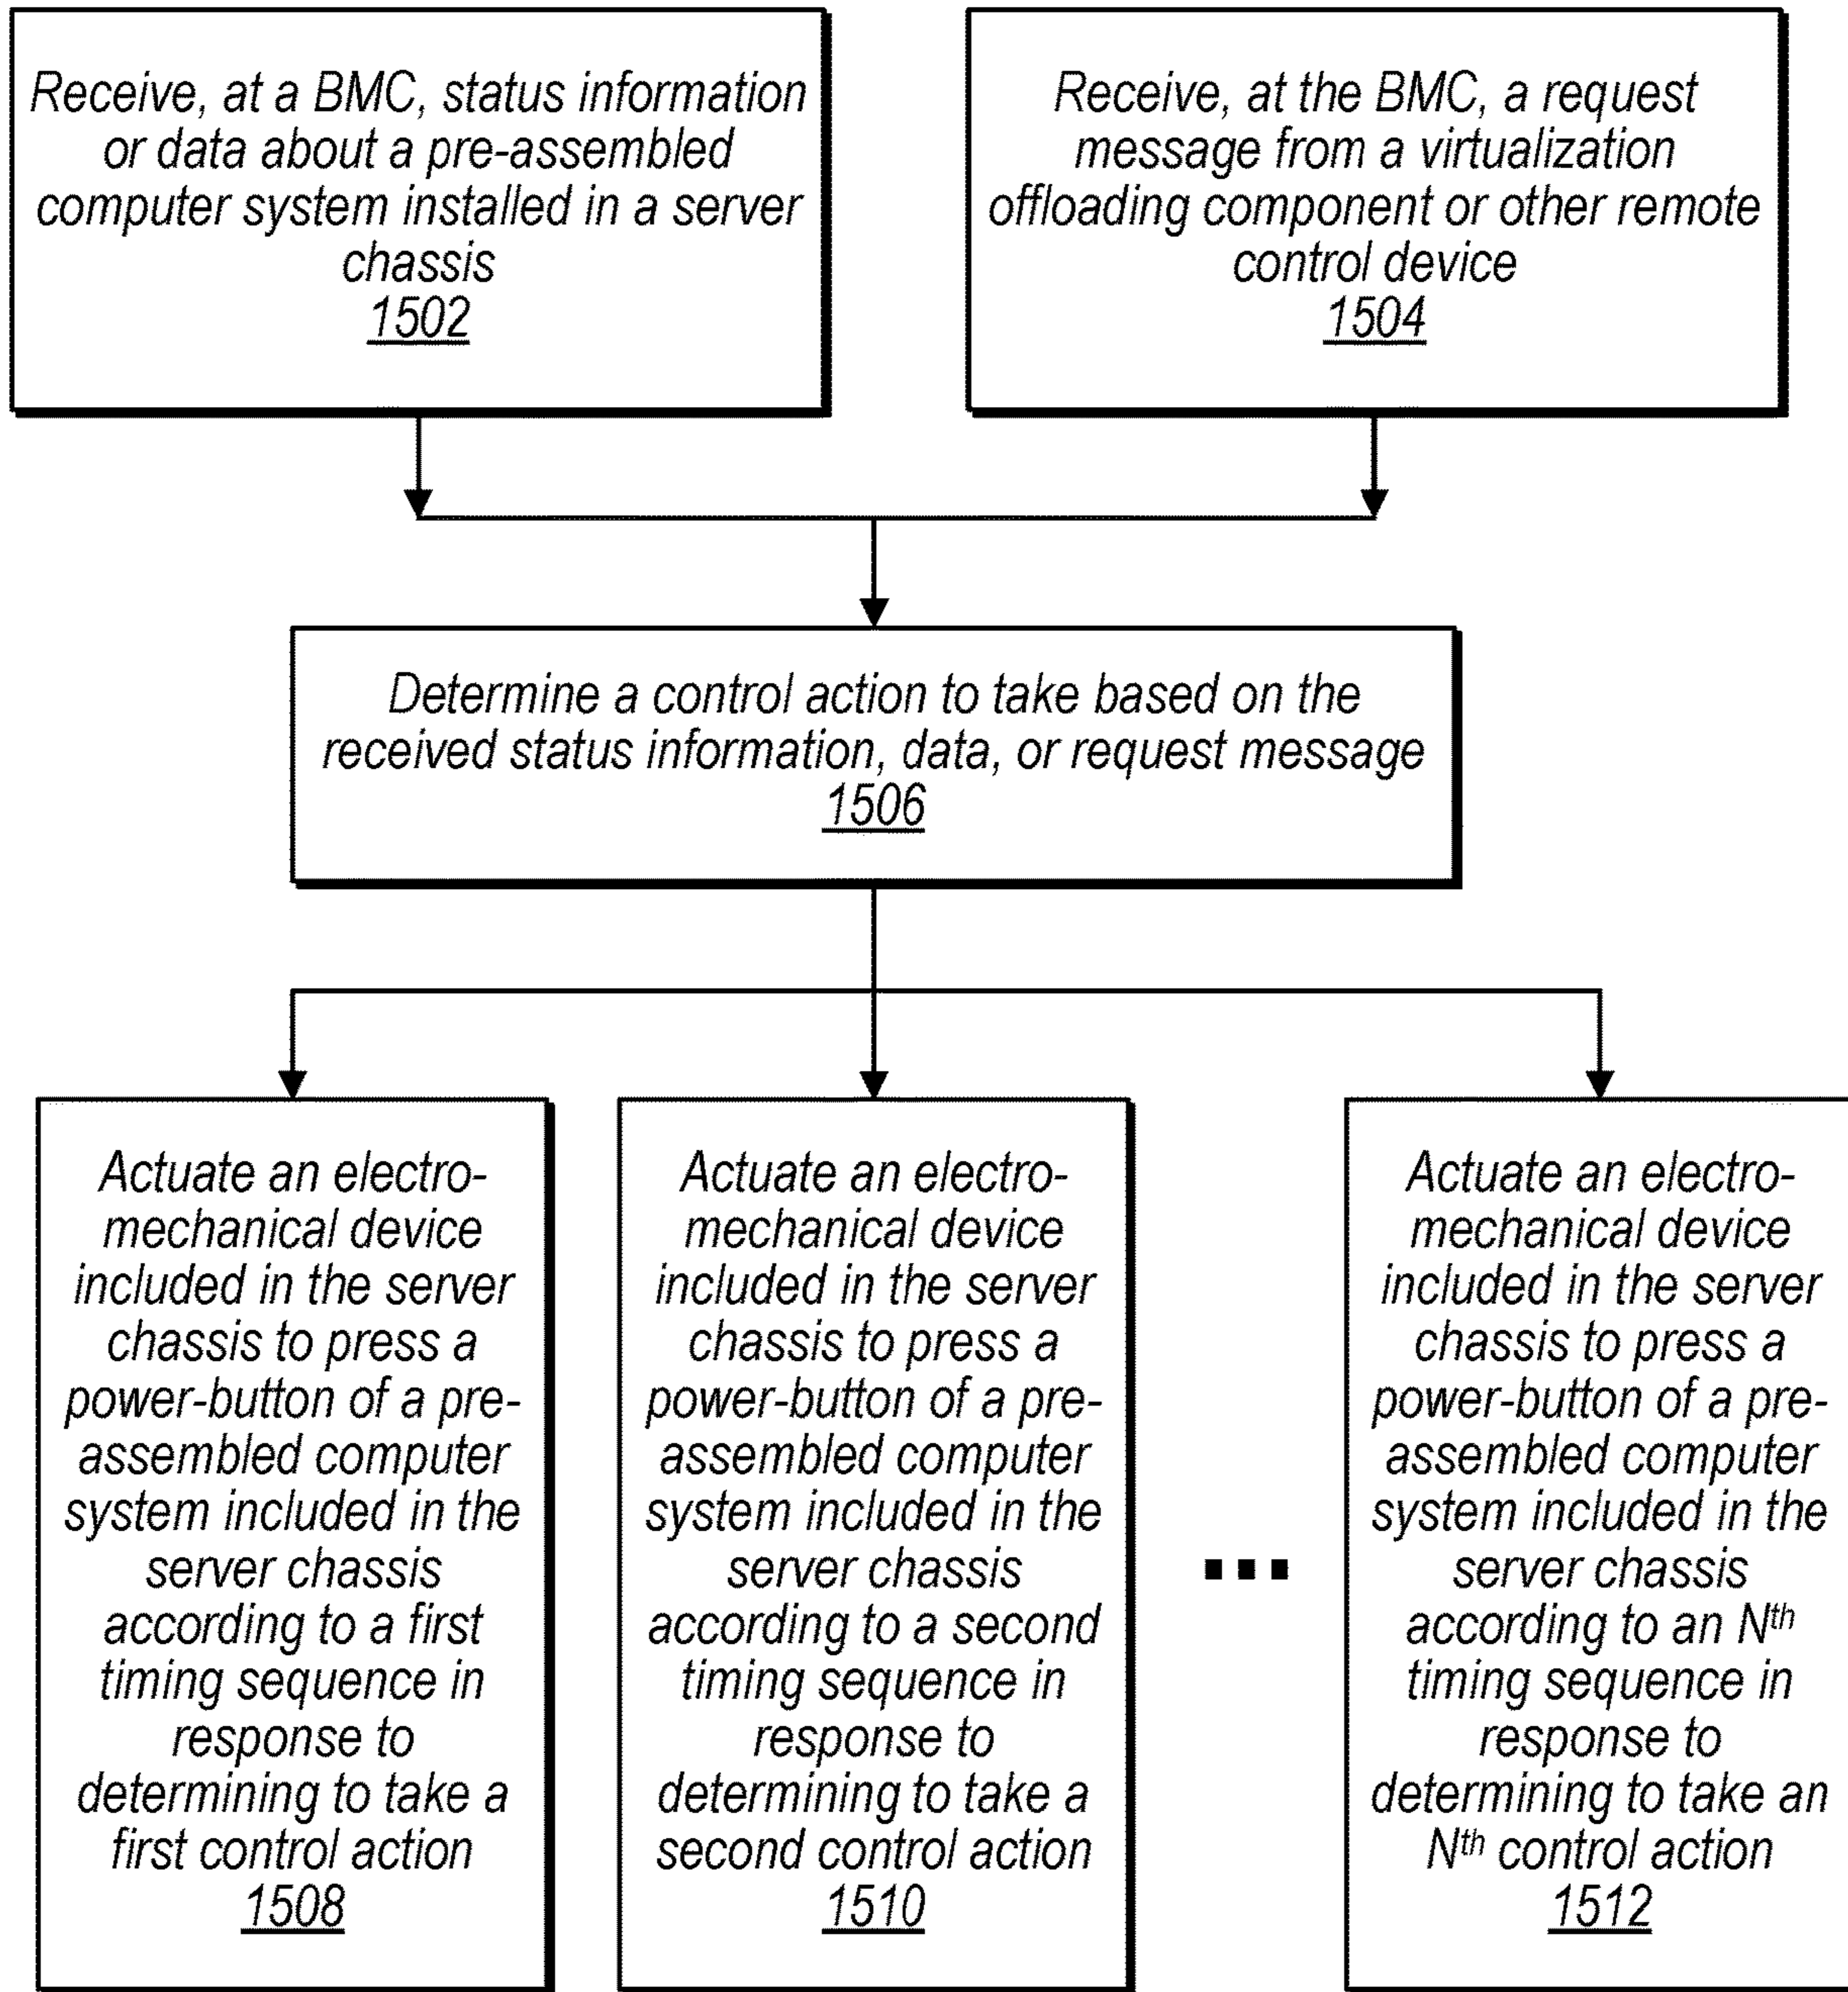 Receive, at a BMC, status information
or data about a pre-assembled
computer system installed in a server
chassis
1502
Receive, at the BMC, a request
message from a virtualization
offloading component or other remote
control device
1504
Determine a control action to take based on the
received status information, data, or request message
1506
Actuate an electro-
mechanical device
included in the server
chassis to press a
power-button of a pre-
assembled computer
system included in the
server chassis
according to a first
timing sequence in
response to
determining to take a
first control action
1508
Actuate an electro-
mechanical device
included in the server
chassis to press a
power-button of a pre-
assembled computer
system included in the
server chassis
according to a second
timing sequence in
response to
determining to take a
second control action
1510
...
Actuate an electro-
mechanical device
included in the server
chassis to press a
power-button of a pre-
assembled computer
system included in the
server chassis
according to an Nth
timing sequence in
response to
determining to take an
Nth control action
1512